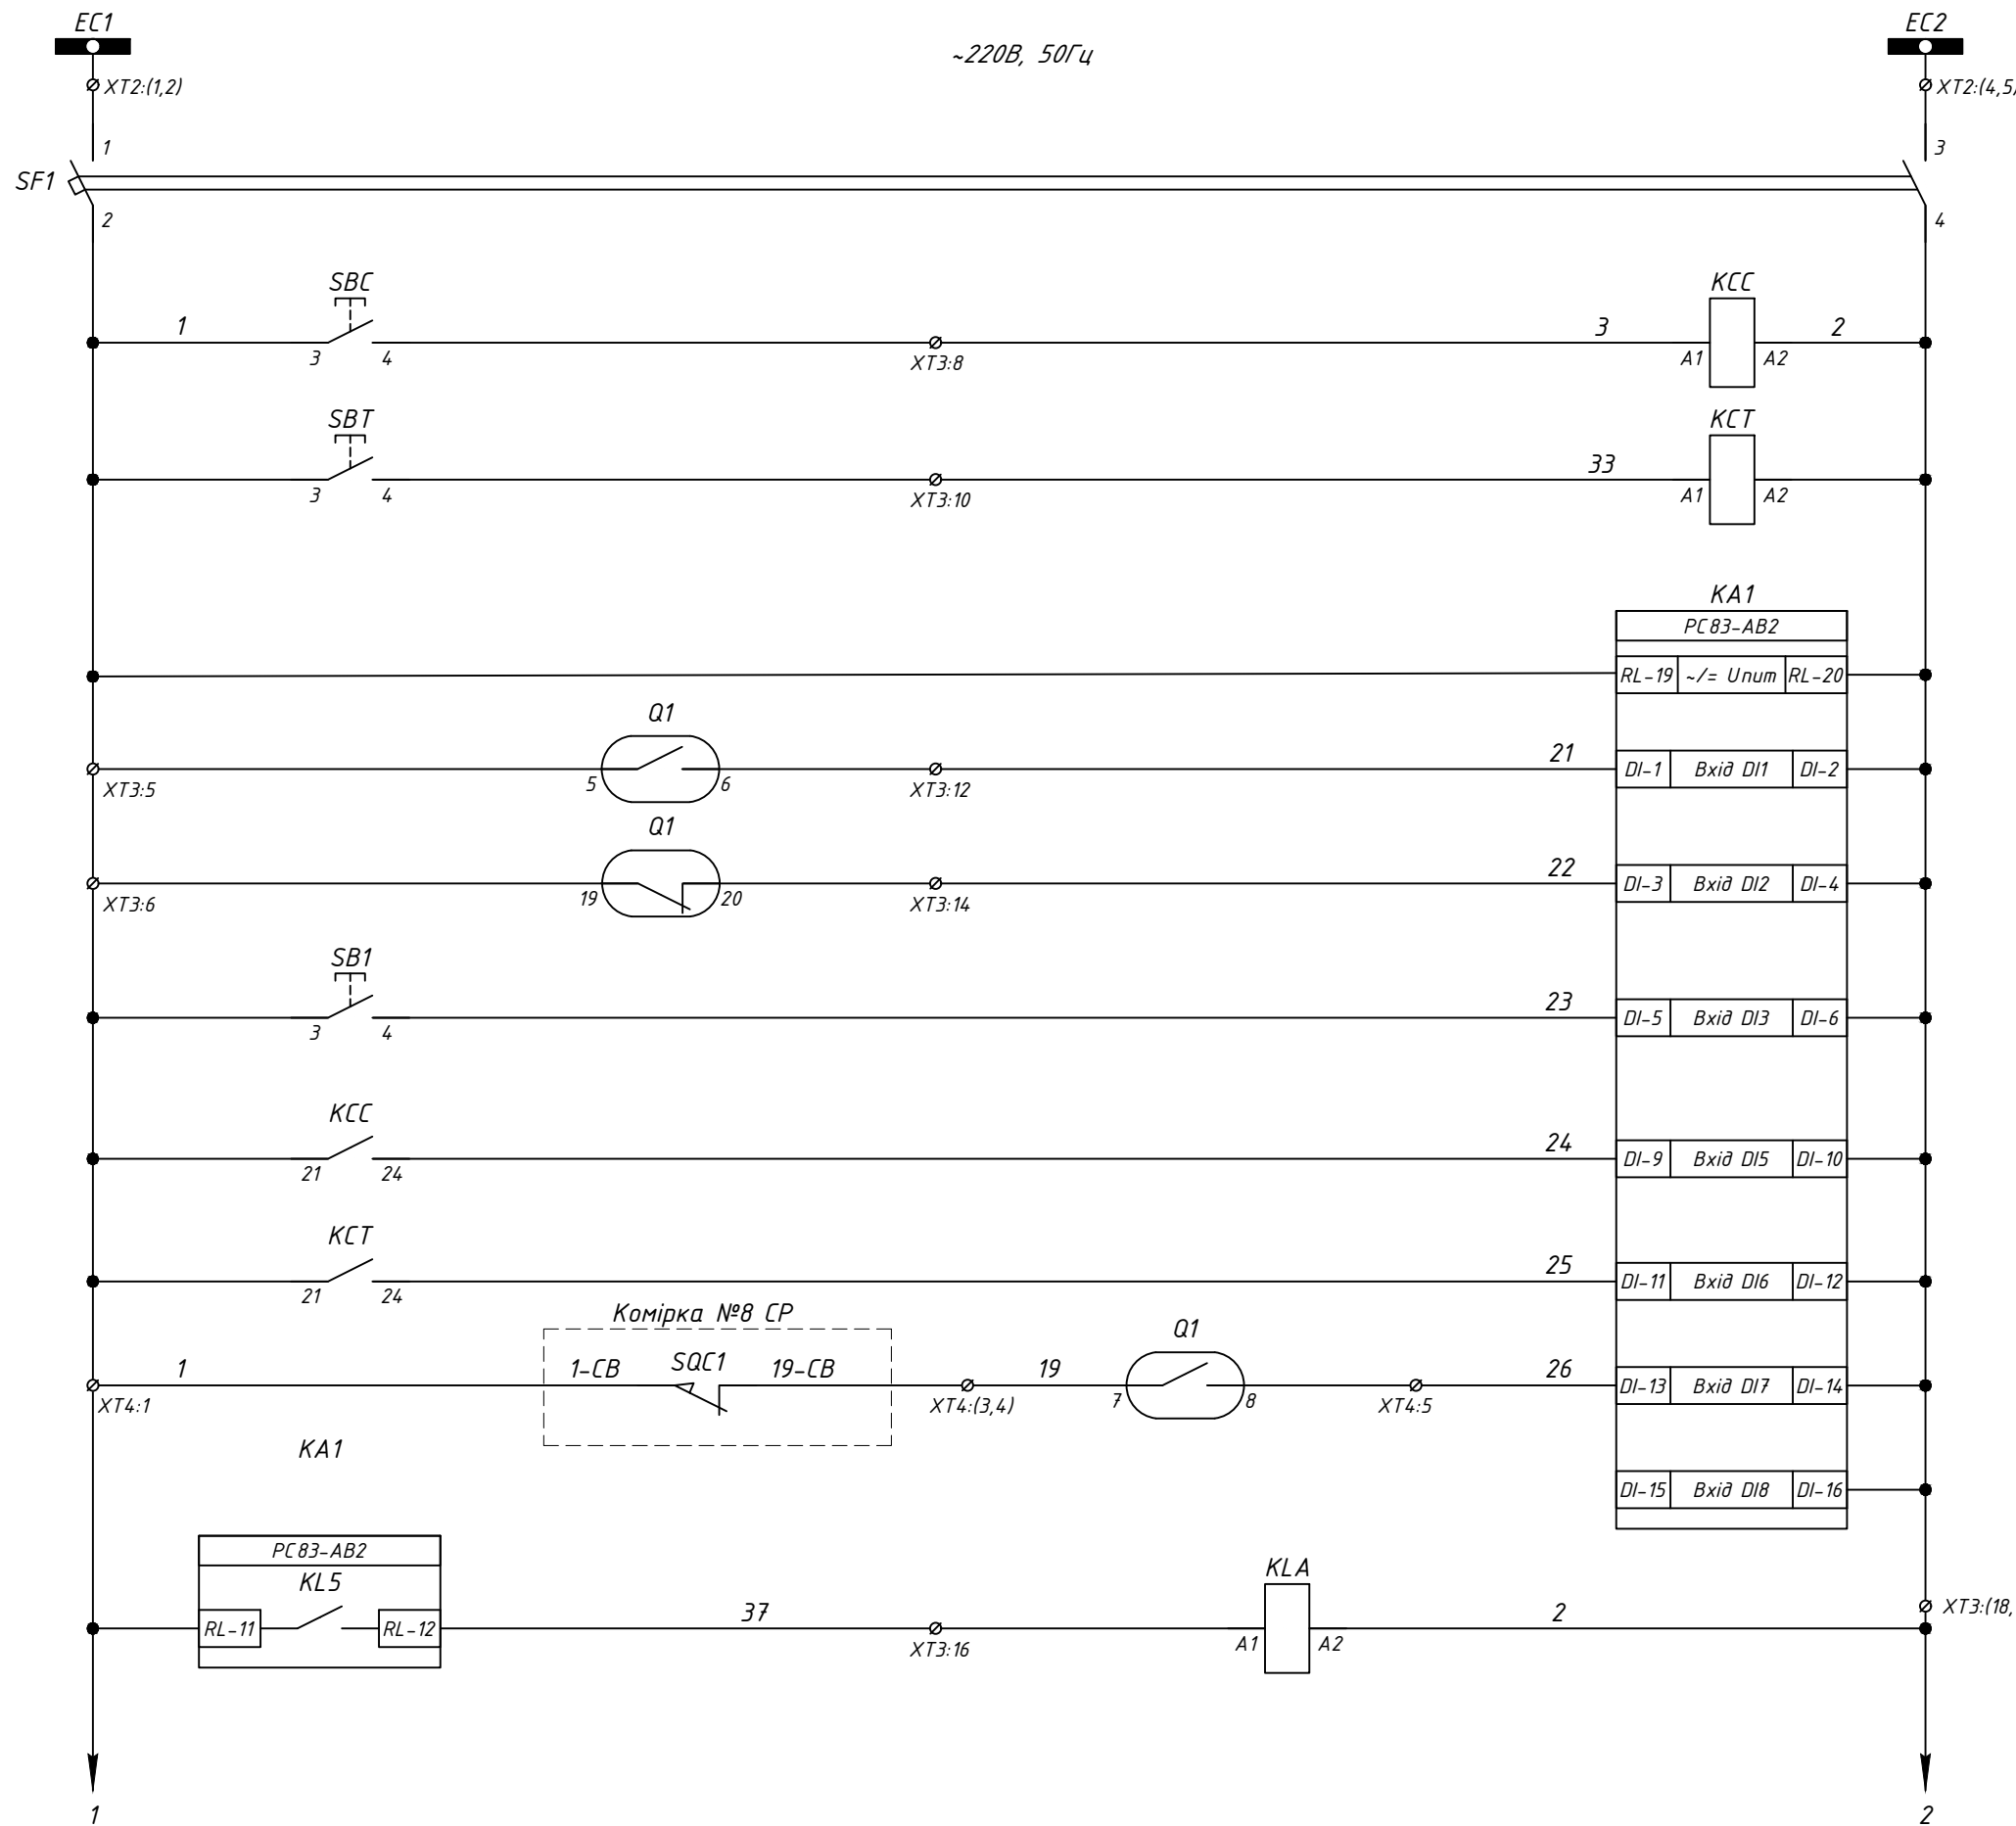 EC1
EC2
~220В, 50Гц
XT2:(1,2)
XT2:(4,5)
1
3
SF1
2
4
SBC
KCC
1
3
2
3
4
XT3:8
A1
A2
SBT
KCT
33
3
4
XT3:10
A1
A2
KA1
PC83-AB2
RL-19 ~/= Uпит RL-20
Q1
21
DI-1 Вхід DI1 DI-2
XT3:5
5
6
XT3:12
Q1
22
DI-3 Вхід DI2 DI-4
XT3:6
19
20
XT3:14
SB1
23
DI-5 Вхід DI3 DI-6
3
4
KCC
24
DI-9 Вхід DI5 DI-10
21
24
KCT
25
DI-11 Вхід DI6 DI-12
21
24
Комірка №8 СР
Q1
1
1-СВ
SQC1
19-СВ
19
26
DI-13 Вхід DI7 DI-14
XT4:1
XT4:(3,4)
7
8
XT4:5
KA1
DI-15 Вхід DI8 DI-16
PC83-AB2
KL5
KLA
RL-11
RL-12
37
2
XT3:(18,
XT3:16
A1
A2
1
2